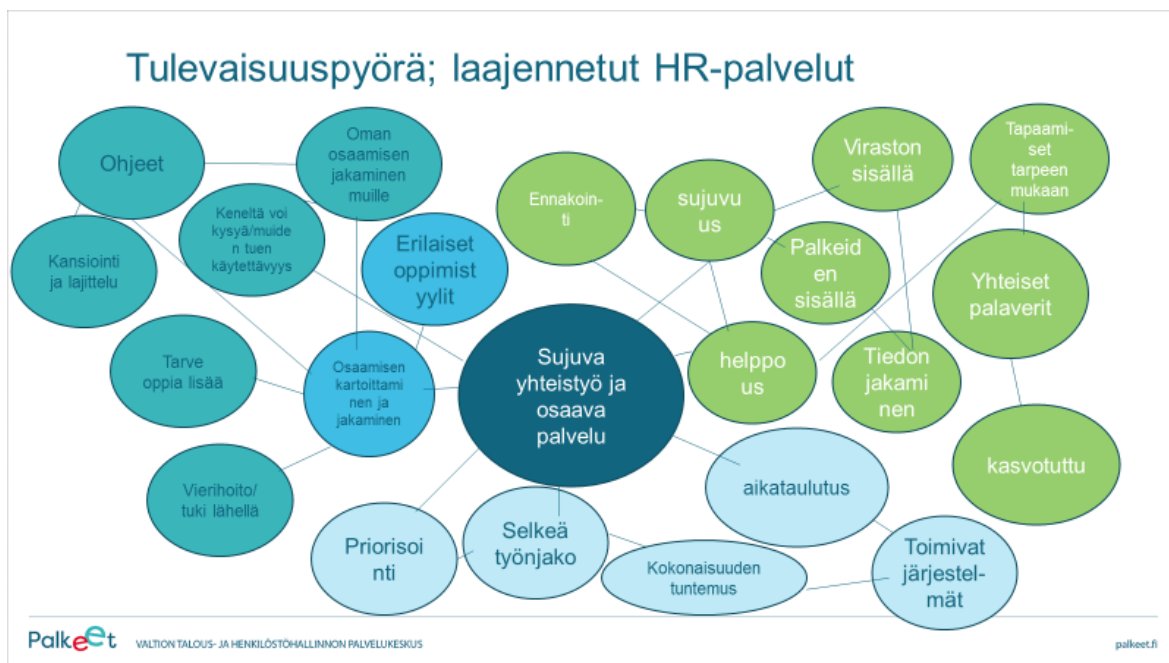 Tulevaisuuspyörä; laajennetut HR-palvelut
Ohjeet
Oman
osaamisen
jakaminen
muille
Keneltä voi
kysyä/muide
n tuen
käytettävyys
Kansiointi
ja lajittelu
Erilaiset
oppimist
yylit
Tarve
oppia lisää
Osaamisen
kartoittami
nen ja
jakaminen
Vierihoito/
tuki lähellä
Sujuva
yhteistyö ja
osaava
palvelu
Ennakoin-
ti
sujuvu
us
Viraston
sisällä
Tapaami-
set
tarpeen
mukaan
Palkeid
en
sisällä
Yhteiset
palaverit
helppo
us
Tiedon
jakami
nen
kasvotuttu
aikataulutus
Priorisoi
nti
Selkeä
työnjako
Kokonaisuuden
tuntemus
Toimivat
järjestel-
mät
Palkeet
VALTION TALOUS- JA HENKILÖSTÖHALLINNON PALVELUKESKUS
palkeet.fi